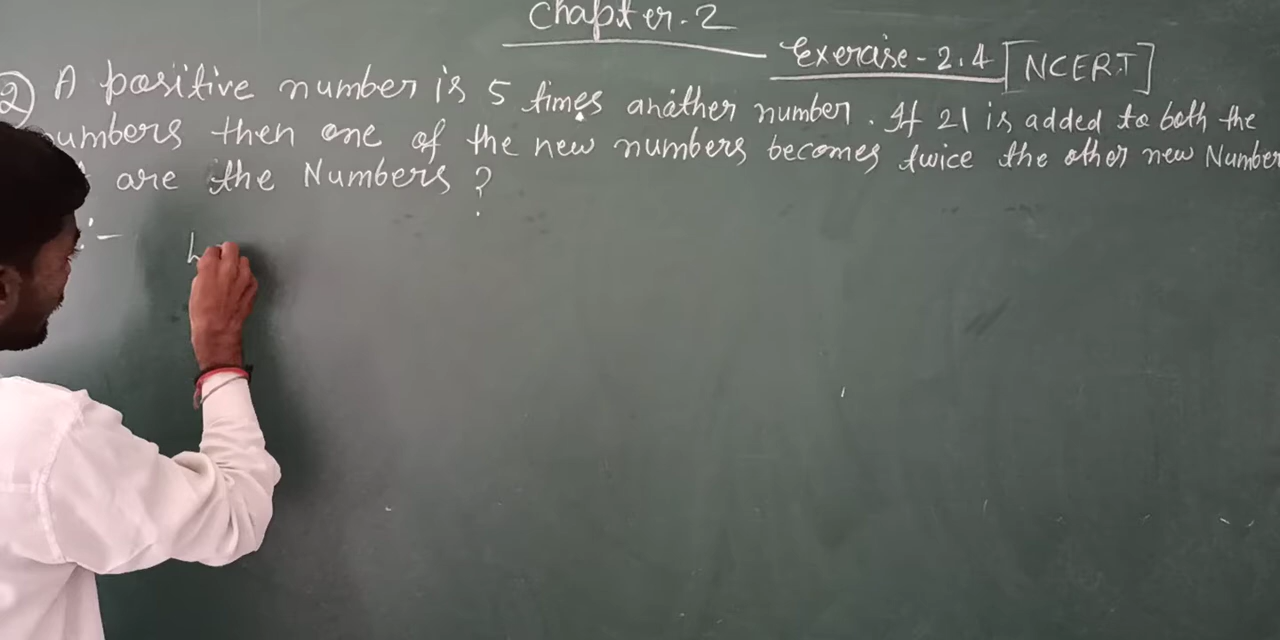 Chapter-2
Exercise-2.4 [NCERT]
2) A positive number is 5 times another number. If 21 is added to both the
umbers then one of the new numbers becomes twice the other new Number
are the Numbers?
:-